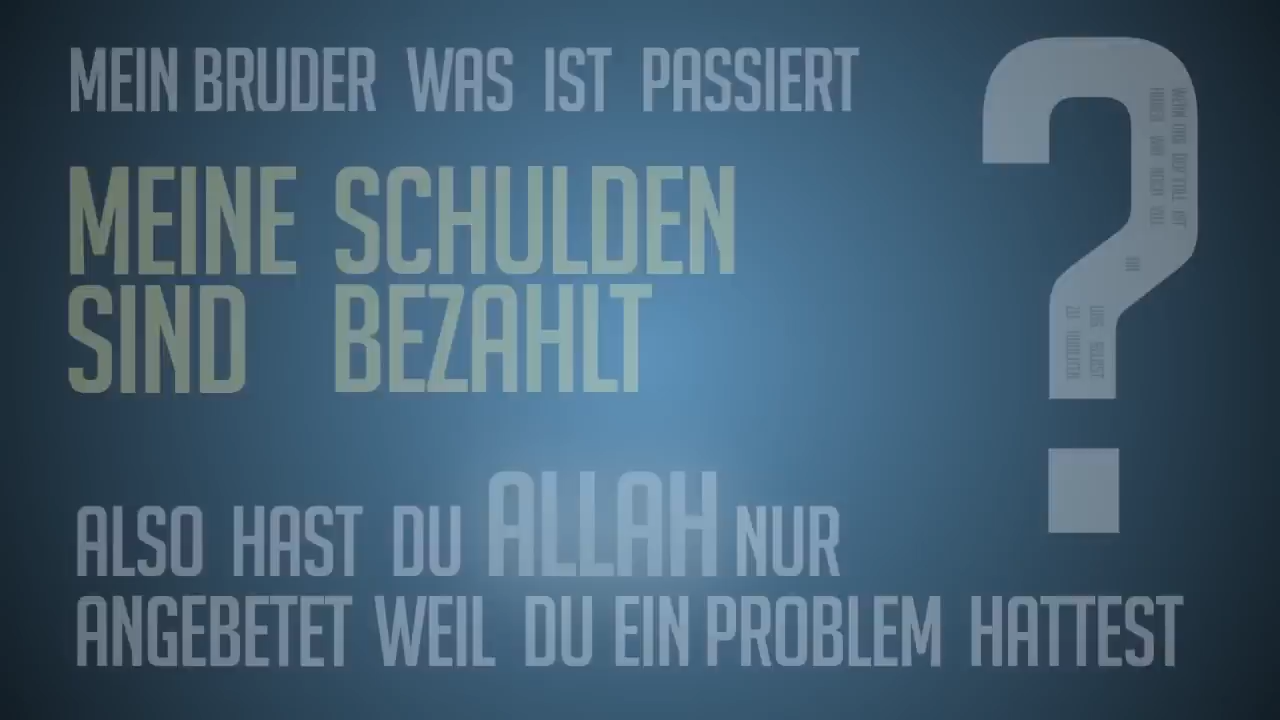 MEIN BRUDER WAS IST PASSIERT
MEINE SCHULDEN
SIND BEZAHLT
ALSO HAST DU ALLAH NUR
ANGEBETET WEIL DU EIN PROBLEM HATTEST
?